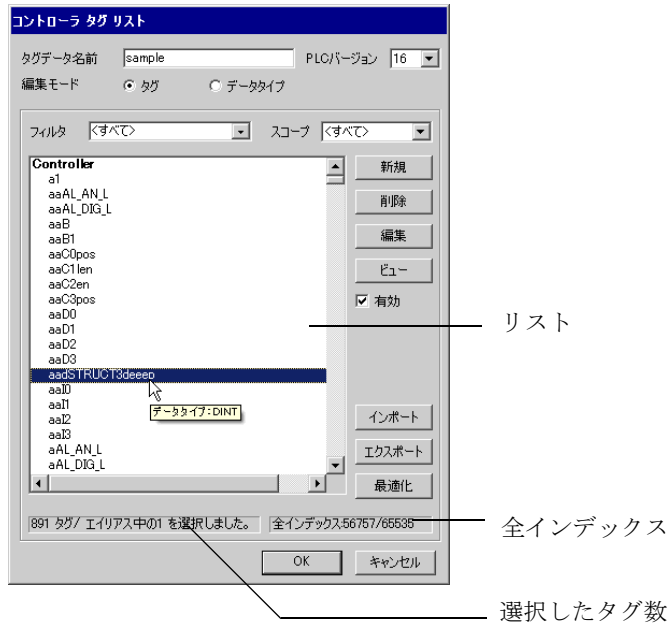 コントローラ タグ リスト
タグデータ名前 sample PLCバージョン 16
編集モード タグ データタイプ
フィルタ <すべて> スコープ <すべて>
Controller
a1
aaAL_AN_L
aaAL_DIG_L
aaB
aaB1
aaC0pos
aaC1len
aaC2en
aaC3pos
aaD0
aaD1
aaD2
aaD3
aadSTRUCT3deeep
aaI0
aaI1
aaI2
aaI3
aAL_AN_L
aAL_DIG_L
データタイプ:DINT
新規
削除
編集
ビュー
有効
インポート
エクスポート
最適化
891 タグ/ エイリアス中の1 を選択しました。 全インデックス:56757/65535
OK キャンセル
リスト
全インデックス
選択したタグ数